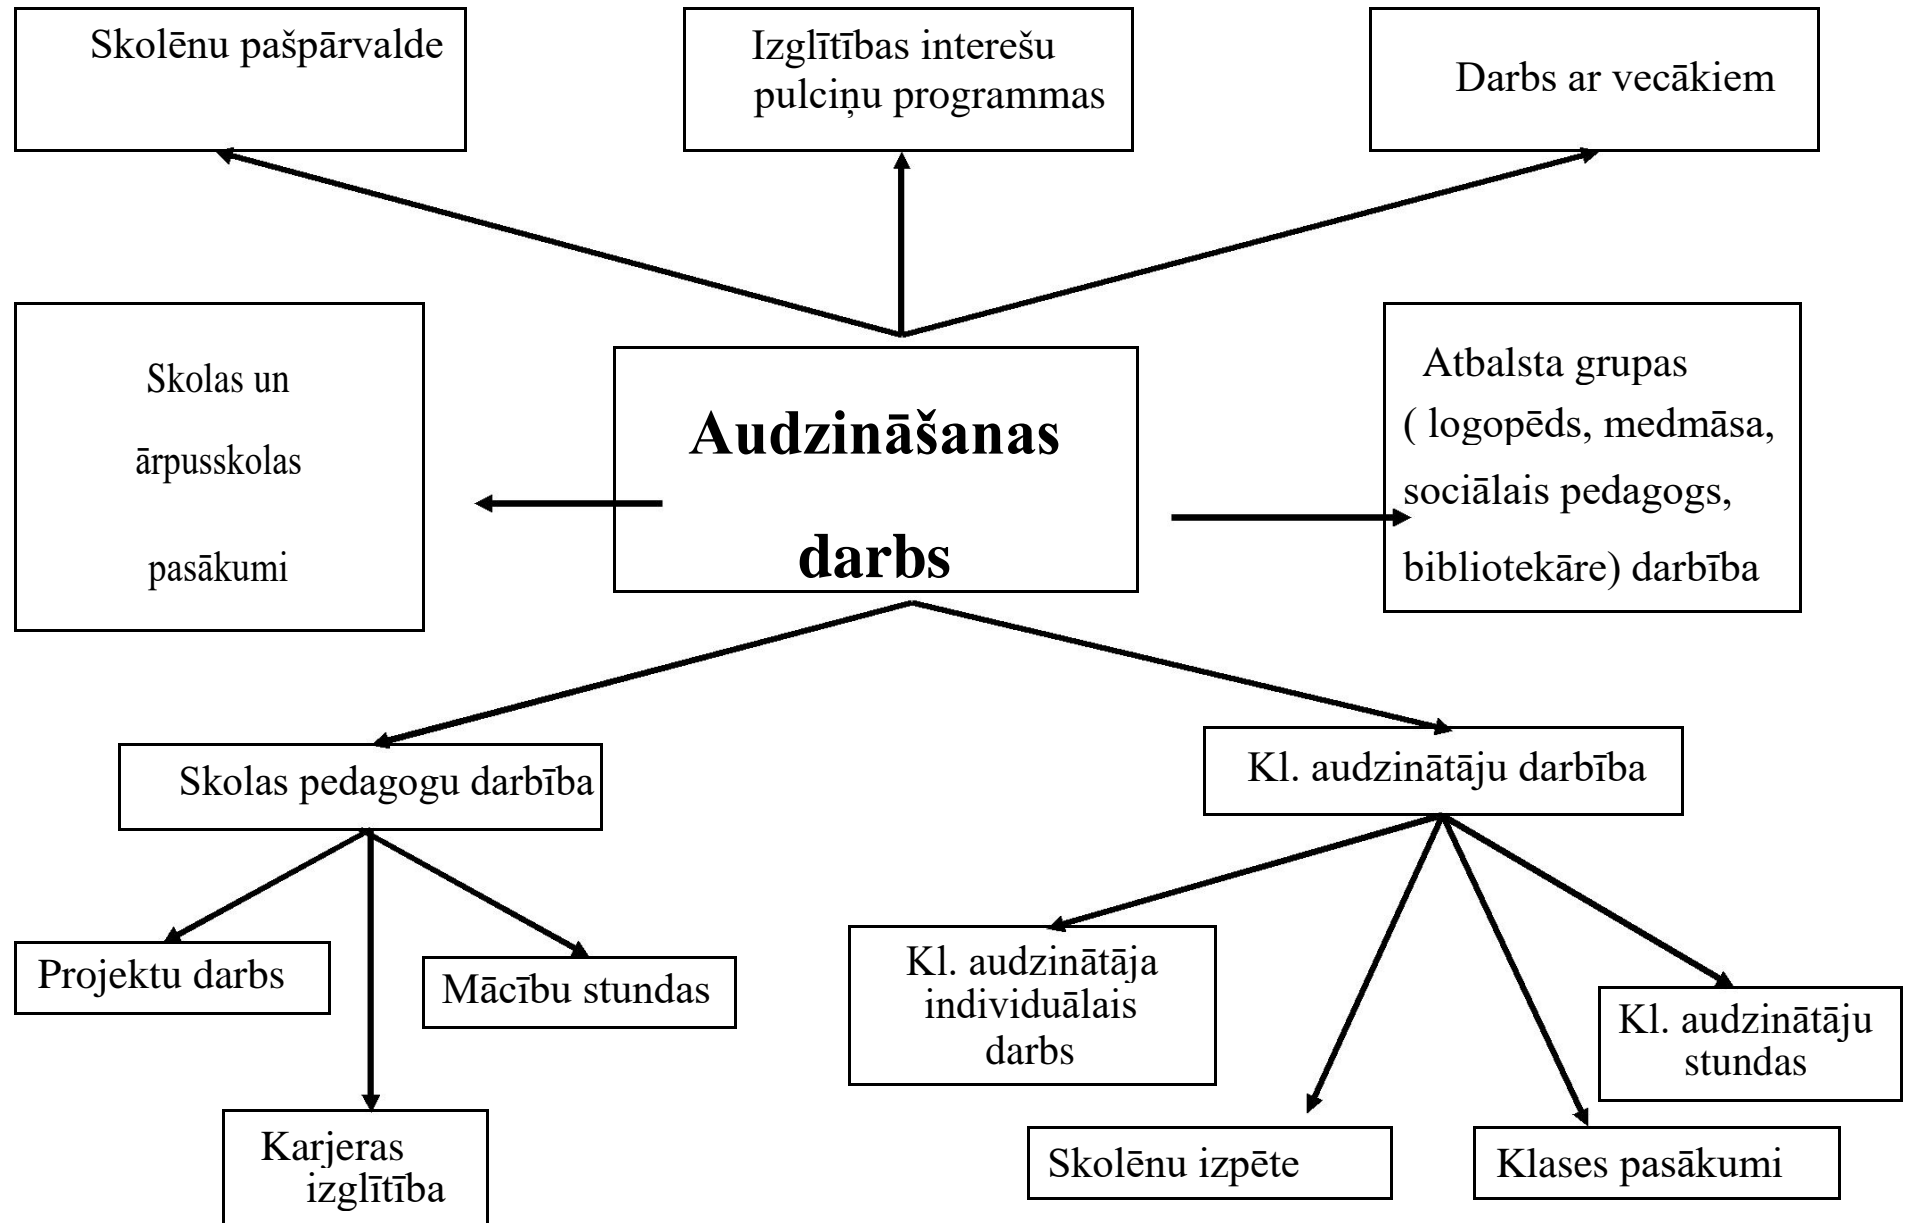 Skolēnu pašpārvalde
Izglītības interešu
pulciņu programmas
Darbs ar vecākiem
Skolas un
ārpusskolas
pasākumi
Audzināšanas
darbs
Atbalsta grupas
( logopēds, medmāsa,
sociālais pedagogs,
bibliotekāre) darbība
Skolas pedagogu darbība
Kl. audzinātāju darbība
Projektu darbs
Mācību stundas
Karjeras
izglītība
Kl. audzinātāja
individuālais
darbs
Kl. audzinātāju
stundas
Skolēnu izpēte
Klases pasākumi